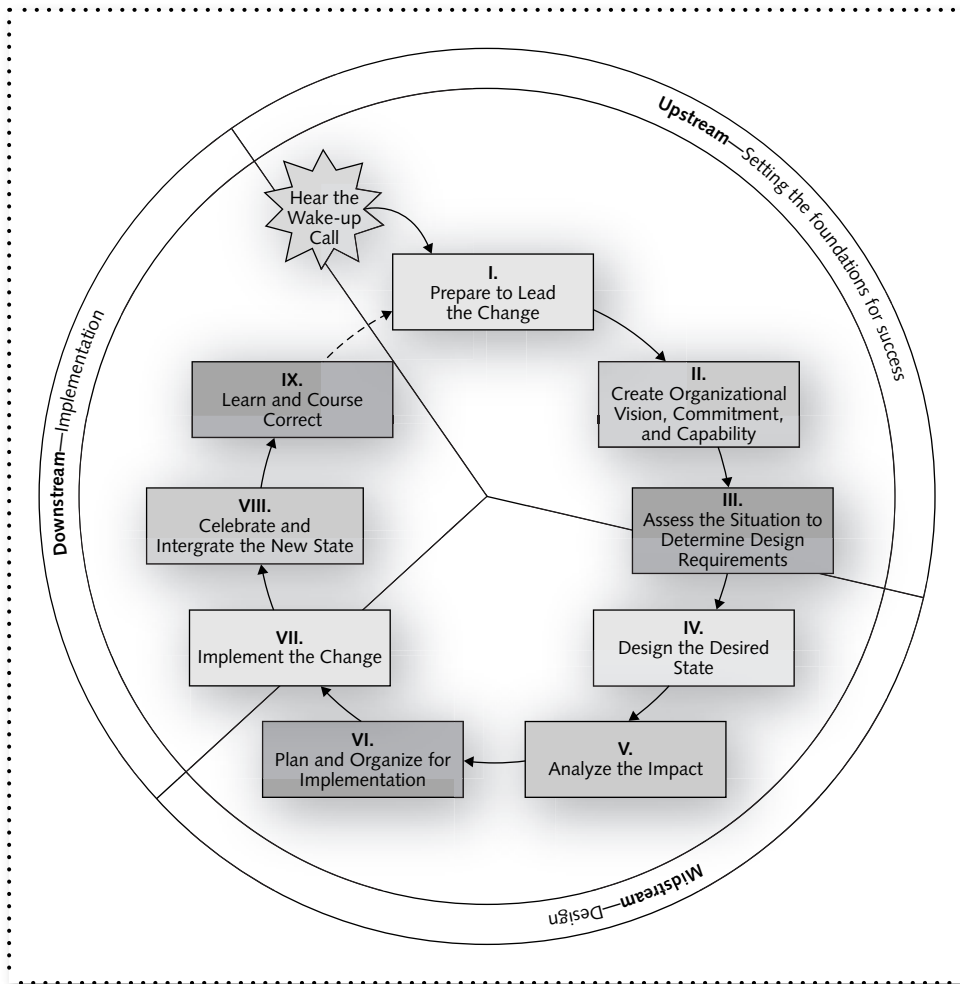 Upstream—Setting the foundations for success
Hear the
Wake-up
Call
I.
Prepare to Lead
the Change
II.
Create Organizational
Vision, Commitment,
and Capability
III.
Assess the Situation to
Determine Design
Requirements
IV.
Design the Desired
State
V.
Analyze the Impact
VI.
Plan and Organize for
Implementation
VII.
Implement the Change
VIII.
Celebrate and
Intergrate the New State
IX.
Learn and Course
Correct
Midstream—Design
Downstream—Implementation